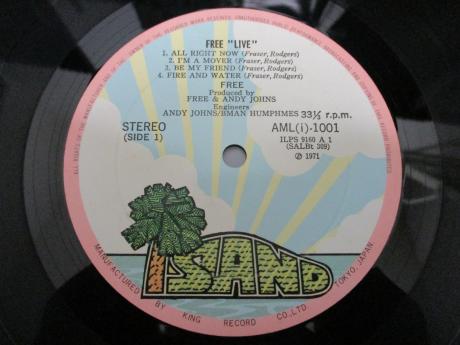 FREE "LIVE"
1. ALL RIGHT NOW (Fraser, Rodgers)
2. I'M A MOVER (Fraser, Rodgers)
3. BE MY FRIEND (Fraser, Rodgers)
4. FIRE AND WATER (Fraser, Rodgers)
FREE
Produced by
FREE & ANDY JOHNS
Engineers
ANDY JOHNS/BMAN HUMPHMES 33⅓ r.p.m.
STEREO
(SIDE 1)
AML(i)-1001
ILPS 9160 A 1
(SALBt 309)
℗ 1971
ISLAND
MANUFACTURED BY KING RECORD CO., LTD. TOKYO, JAPAN